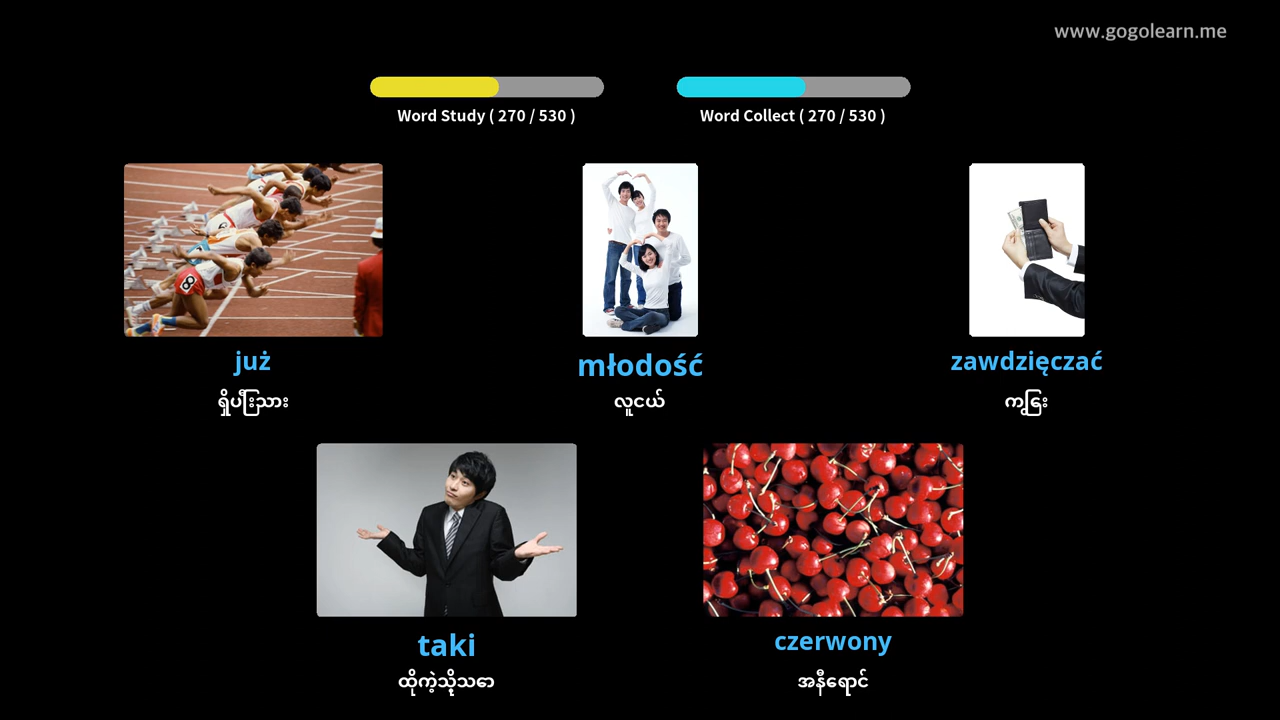 www.gogolearn.me
Word Study ( 270 / 530 )
Word Collect ( 270 / 530 )
już
młodość
zawdzięczać
ရှိပြီးသား
လူငယ်
ကြွေး
taki
czerwony
ထိုကဲ့သို့သော
အနီရောင်